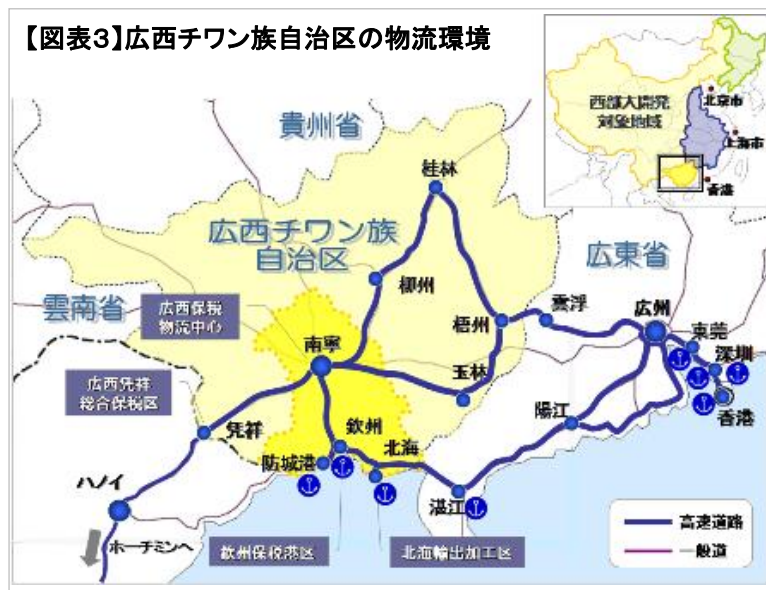 【図表3】広西チワン族自治区の物流環境
西部大開発
対象地域
北京市
上海市
香港
貴州省
桂林
広西チワン族
自治区
広東省
雲南省
柳州
広西保税
物流中心
梧州
雲浮
広州
東莞
深圳
南寧
玉林
広西凭祥
総合保税区
陽江
香港
凭祥
欽州
北海
防城港
ハノイ
湛江
ホーチミンへ
欽州保税港区
北海輸出加工区
高速道路
一般道